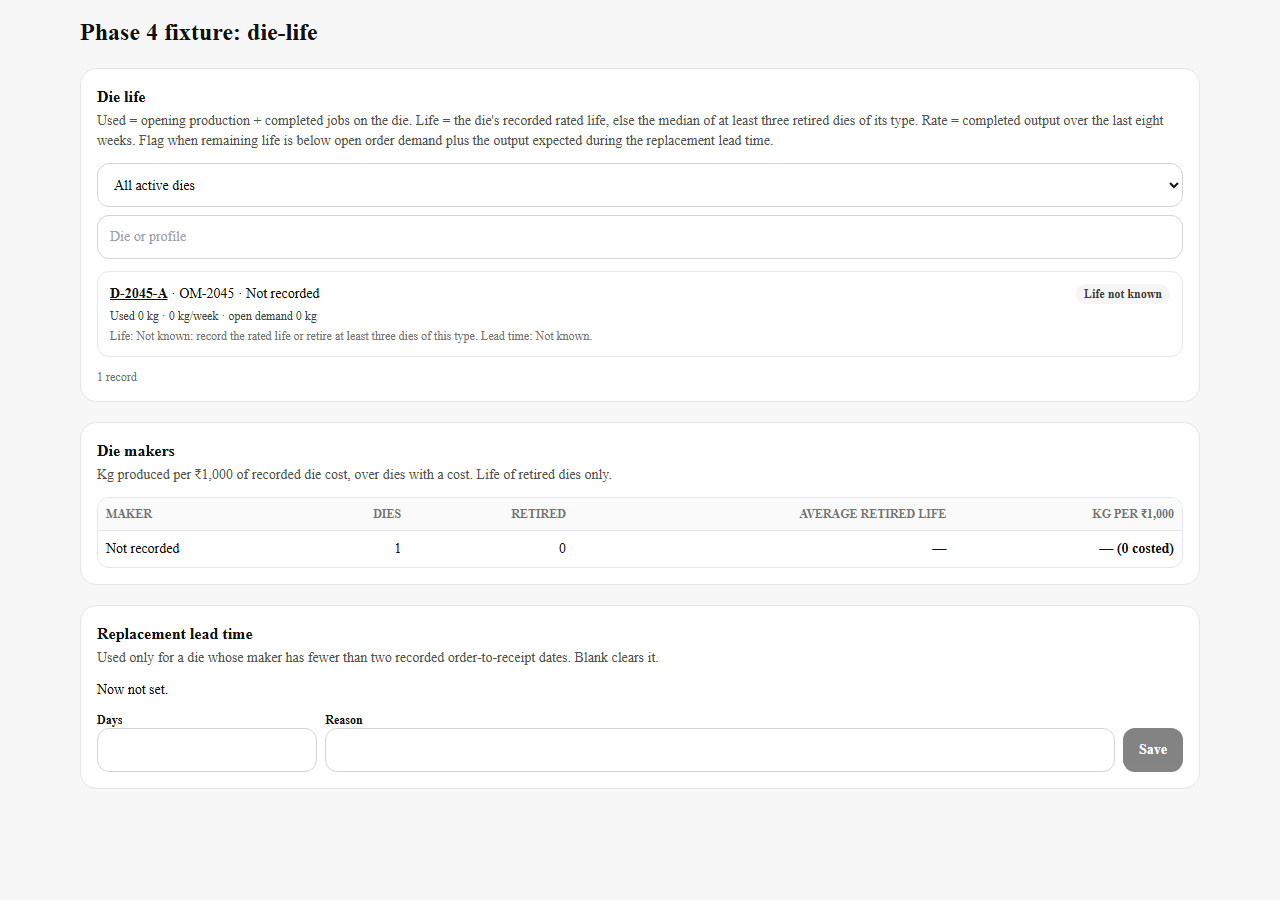 Phase 4 fixture: die-life
Die life
Used = opening production + completed jobs on the die. Life = the die's recorded rated life, else the median of at least three retired dies of its type. Rate = completed output over the last eight
weeks. Flag when remaining life is below open order demand plus the output expected during the replacement lead time.
All active dies
Die or profile
D-2045-A · OM-2045 · Not recorded
Life not known
Used 0 kg · 0 kg/week · open demand 0 kg
Life: Not known: record the rated life or retire at least three dies of this type. Lead time: Not known.
1 record
Die makers
Kg produced per ₹1,000 of recorded die cost, over dies with a cost. Life of retired dies only.
MAKER DIES RETIRED AVERAGE RETIRED LIFE KG PER ₹1,000
Not recorded 1 0 — — (0 costed)
Replacement lead time
Used only for a die whose maker has fewer than two recorded order-to-receipt dates. Blank clears it.
Now not set.
Days Reason
Save